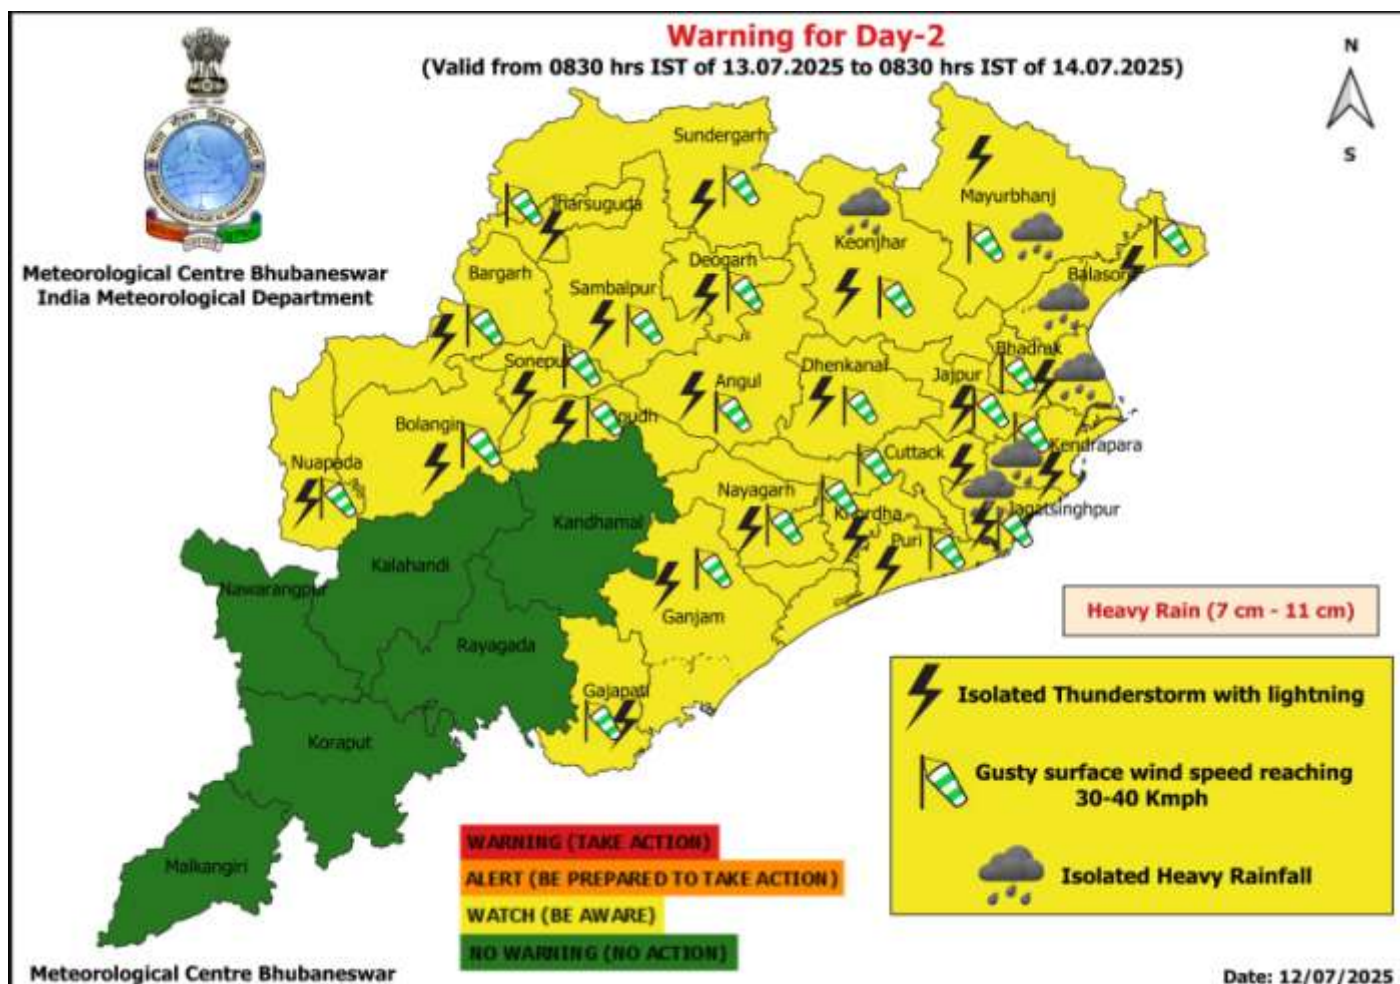 Warning for Day-2
(Valid from 0830 hrs IST of 13.07.2025 to 0830 hrs IST of 14.07.2025)
N
S
Meteorological Centre Bhubaneswar
India Meteorological Department
Sundergarh
Jharsuguda
Mayurbhanj
Keonjhar
Deogarh
Bargarh
Sambalpur
Balasore
Bhadrak
Sonepur
Angul
Dhenkanal
Jajpur
Bolangir
Boudh
Cuttack
Kendrapara
Nuapada
Nayagarh
Khordha
Jagatsinghpur
Kandhamal
Puri
Kalahandi
Nawarangpur
Ganjam
Rayagada
Gajapati
Koraput
Malkangiri
Heavy Rain (7 cm - 11 cm)
Isolated Thunderstorm with lightning
Gusty surface wind speed reaching
30-40 Kmph
Isolated Heavy Rainfall
WARNING (TAKE ACTION)
ALERT (BE PREPARED TO TAKE ACTION)
WATCH (BE AWARE)
NO WARNING (NO ACTION)
Meteorological Centre Bhubaneswar
Date: 12/07/2025